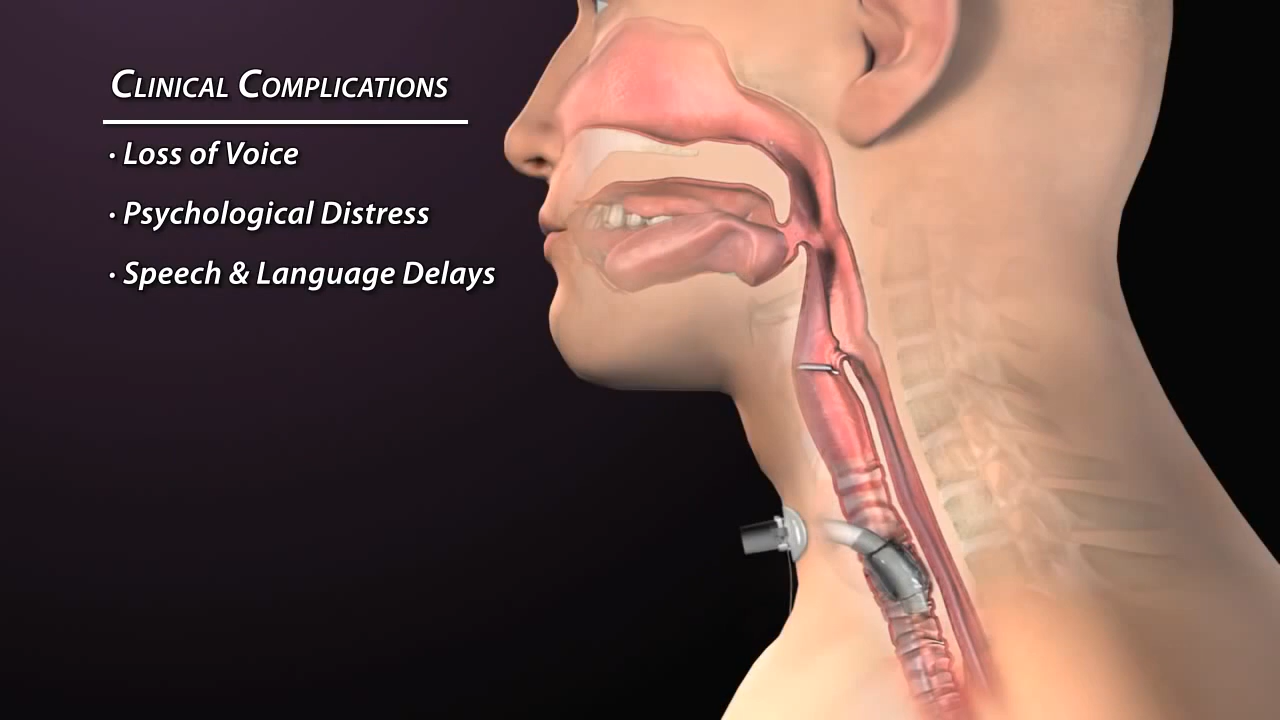 Clinical Complications
· Loss of Voice
· Psychological Distress
· Speech & Language Delays